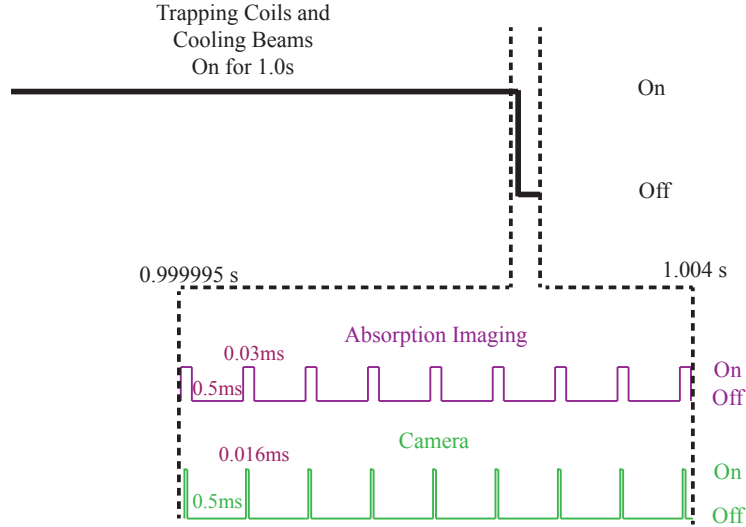 Trapping Coils and
Cooling Beams
On for 1.0s
On
Off
0.999995 s
1.004 s
Absorption Imaging
0.03ms
On
0.5ms
Off
Camera
0.016ms
On
0.5ms
Off